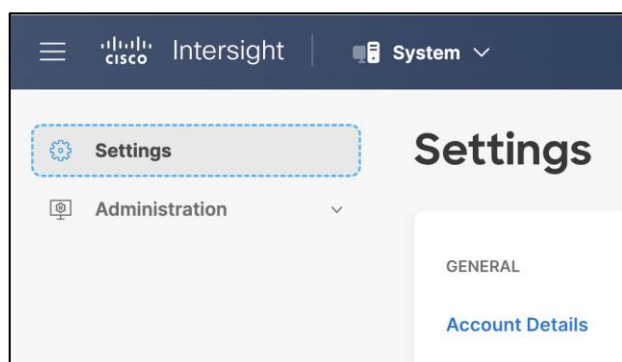 cisco Intersight System
Settings
Settings
Administration
GENERAL
Account Details